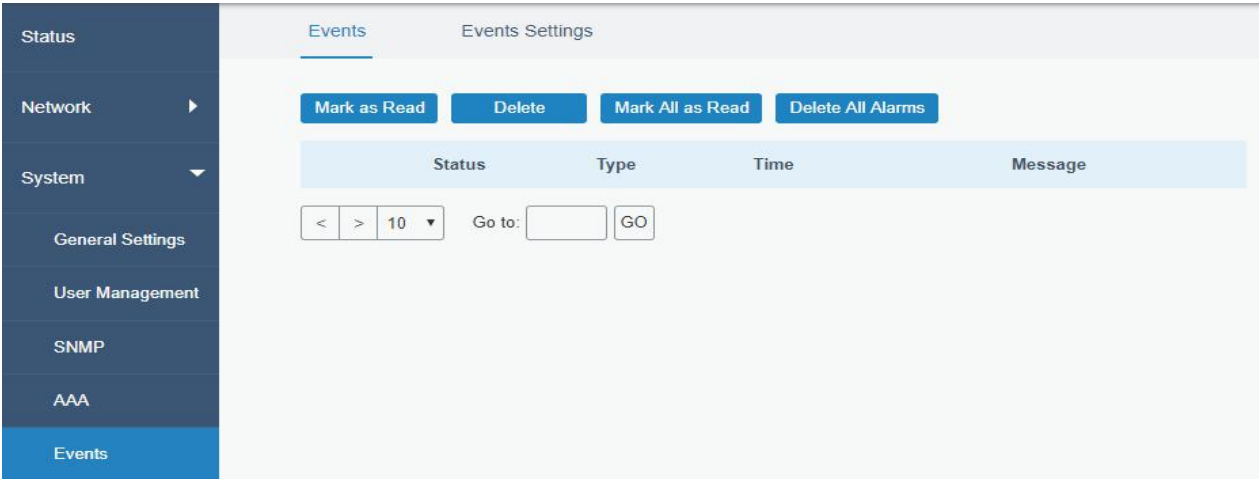 Status
Network
System
General Settings
User Management
SNMP
AAA
Events
Events Events Settings
Mark as Read Delete Mark All as Read Delete All Alarms
Status Type Time Message
< > 10 Go to: GO